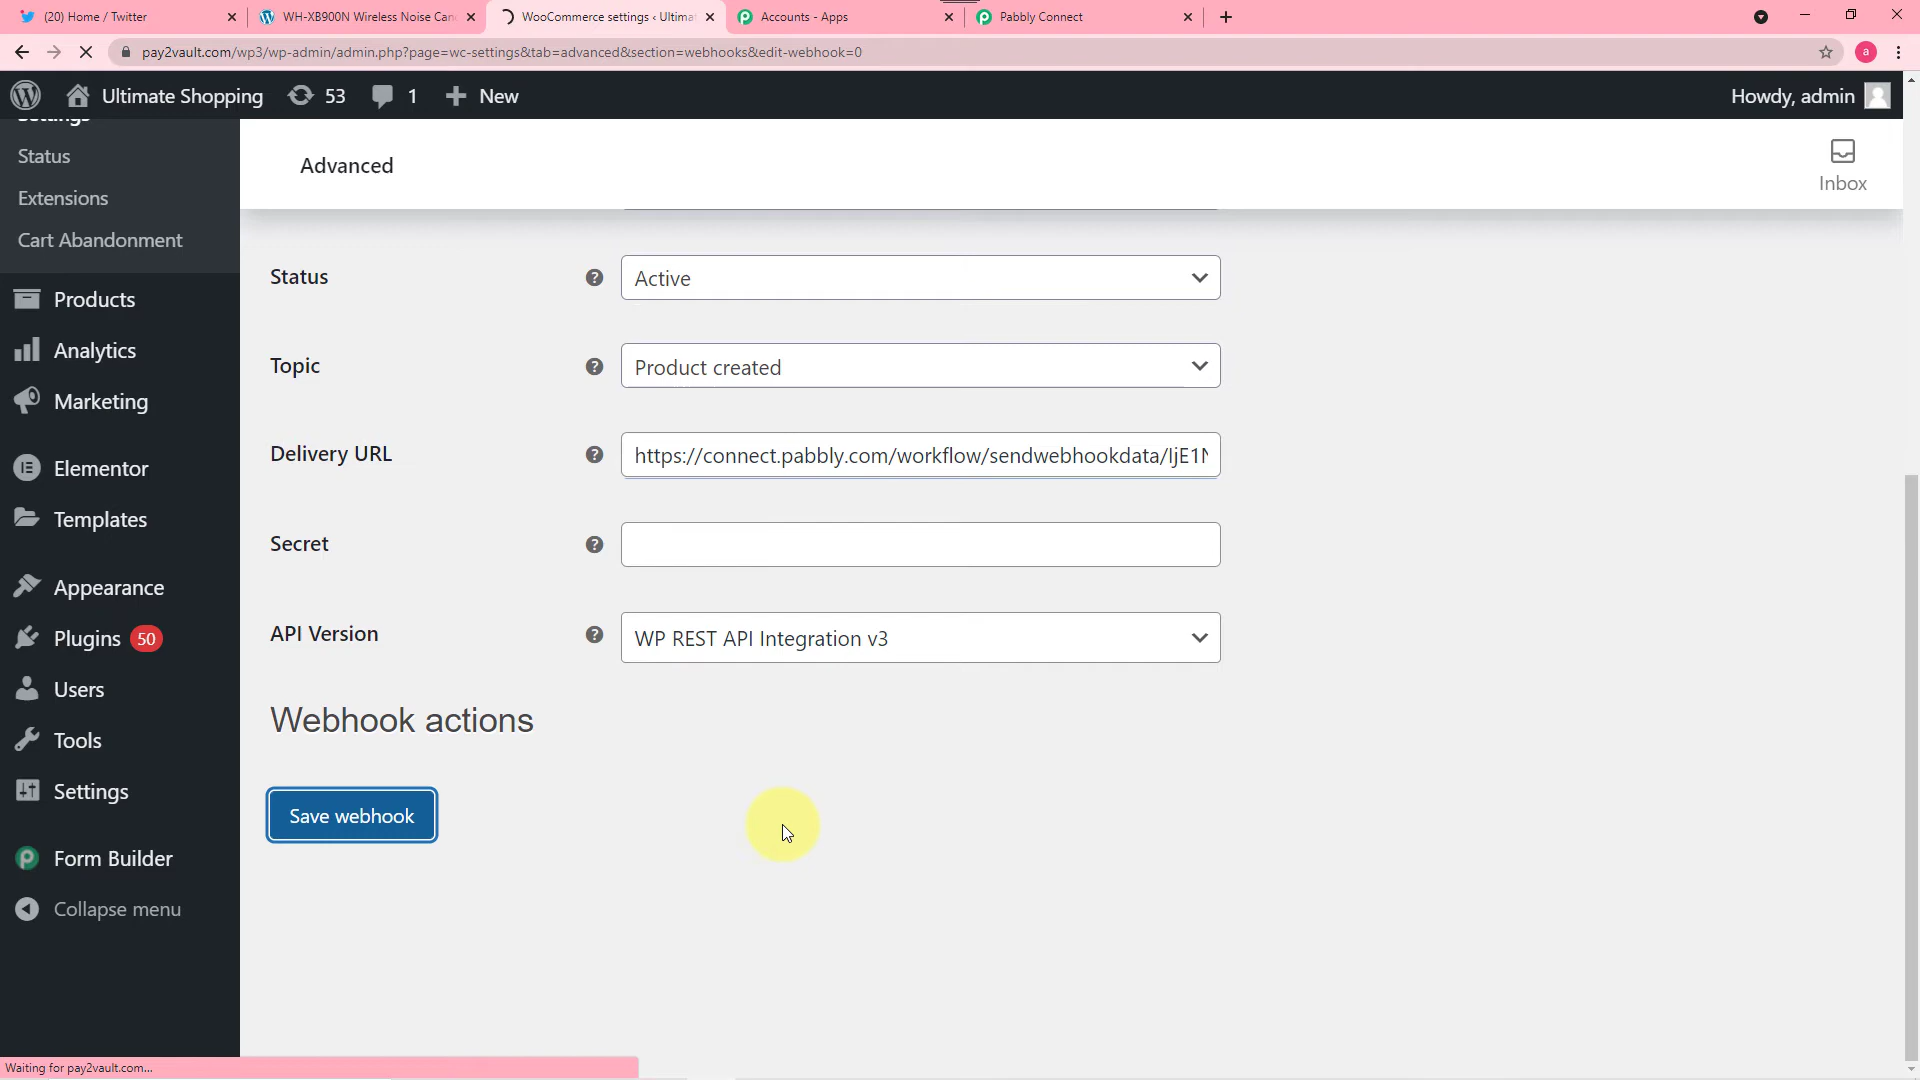 (20) Home / Twitter
WH-XB900N Wireless Noise Canc
WooCommerce settings ‹ Ultima
Accounts - Apps
Pabbly Connect
pay2vault.com/wp3/wp-admin/admin.php?page=wc-settings&tab=advanced&section=webhooks&edit-webhook=0
a
Ultimate Shopping
53
1
New
Howdy, admin
Settings
Status
Extensions
Cart Abandonment
Products
Analytics
Marketing
Elementor
Templates
Appearance
Plugins 50
Users
Tools
Settings
Form Builder
Collapse menu
Advanced
Inbox
Status
Active
Topic
Product created
Delivery URL
https://connect.pabbly.com/workflow/sendwebhookdata/IjE1N
Secret
API Version
WP REST API Integration v3
Webhook actions
Save webhook
Waiting for pay2vault.com...